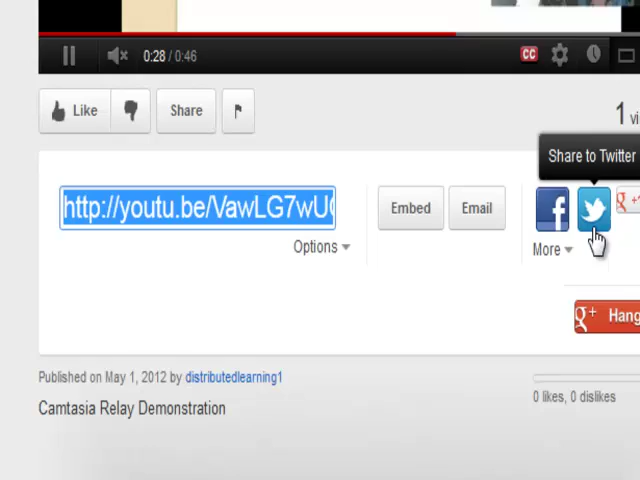 0:28 / 0:46
CC
Like
Share
1
Share to Twitter
http://youtu.be/VawLG7wU
Embed
Email
Options
More
Hang
Published on May 1, 2012 by distributedlearning1
0 likes, 0 dislikes
Camtasia Relay Demonstration